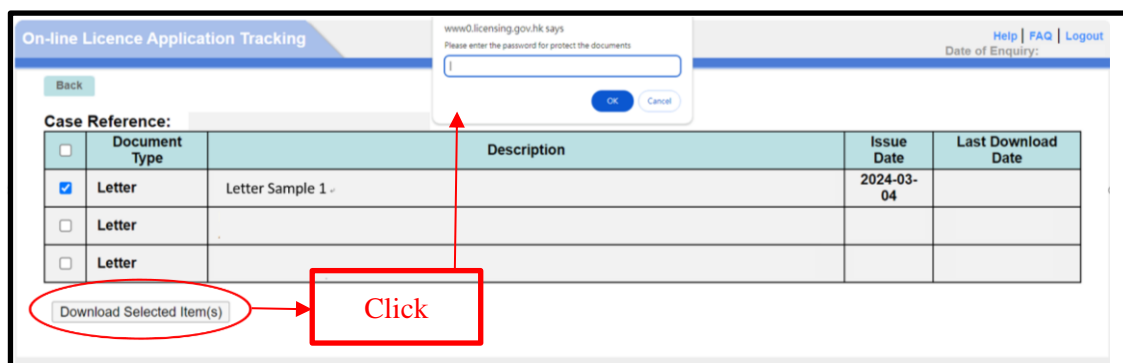 On-line Licence Application Tracking
www0.licensing.gov.hk says
Please enter the password for protect the documents
OK
Cancel
Help | FAQ | Logout
Date of Enquiry:
Back
Case Reference:
Document Type
Description
Issue Date
Last Download Date
Letter
Letter Sample 1
2024-03-
04
Letter
Letter
Download Selected Item(s)
Click